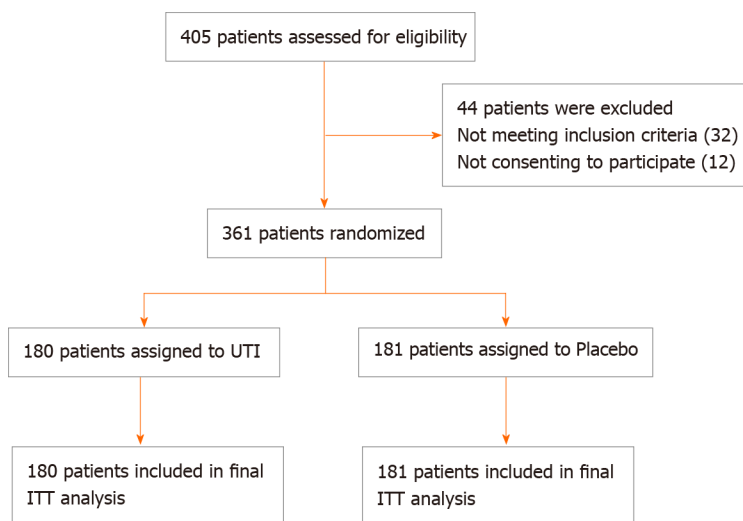 405 patients assessed for eligibility
44 patients were excluded
Not meeting inclusion criteria (32)
Not consenting to participate (12)
361 patients randomized
180 patients assigned to UTI
181 patients assigned to Placebo
180 patients included in final
ITT analysis
181 patients included in final
ITT analysis